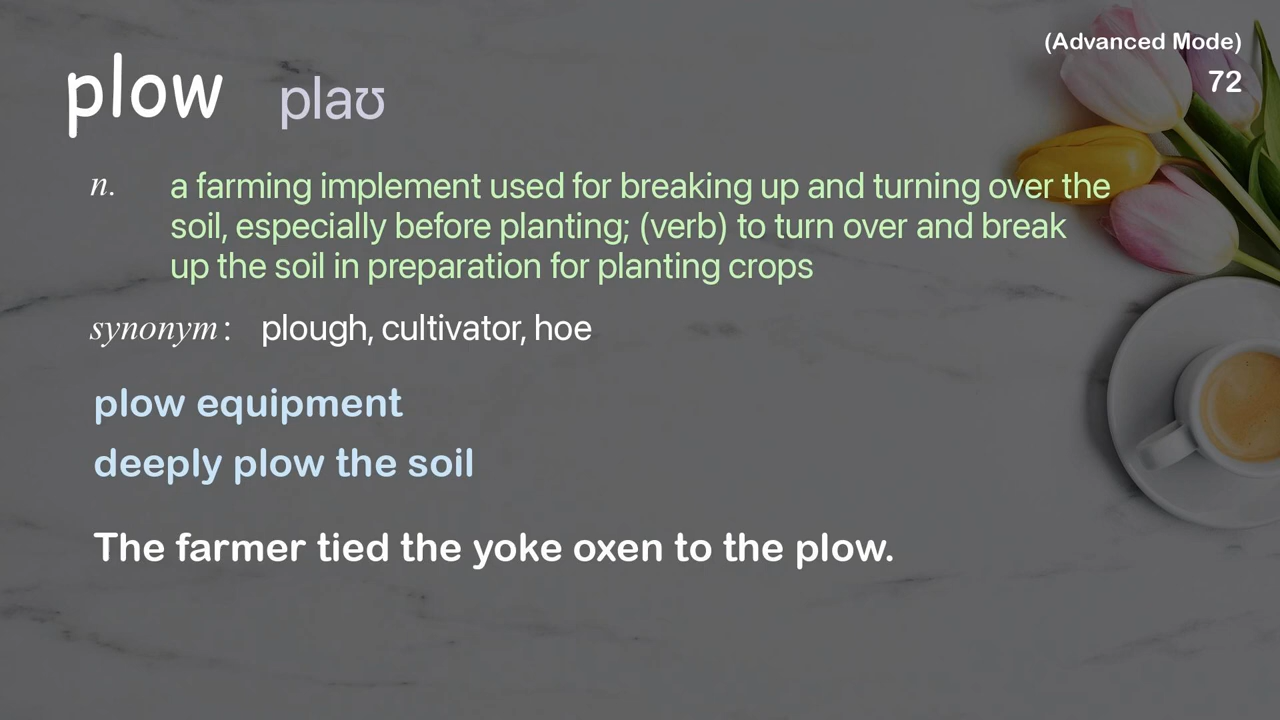 (Advanced Mode)
plow plaʊ
72
n. a farming implement used for breaking up and turning over the
soil, especially before planting; (verb) to turn over and break
up the soil in preparation for planting crops
synonym: plough, cultivator, hoe
plow equipment
deeply plow the soil
The farmer tied the yoke oxen to the plow.